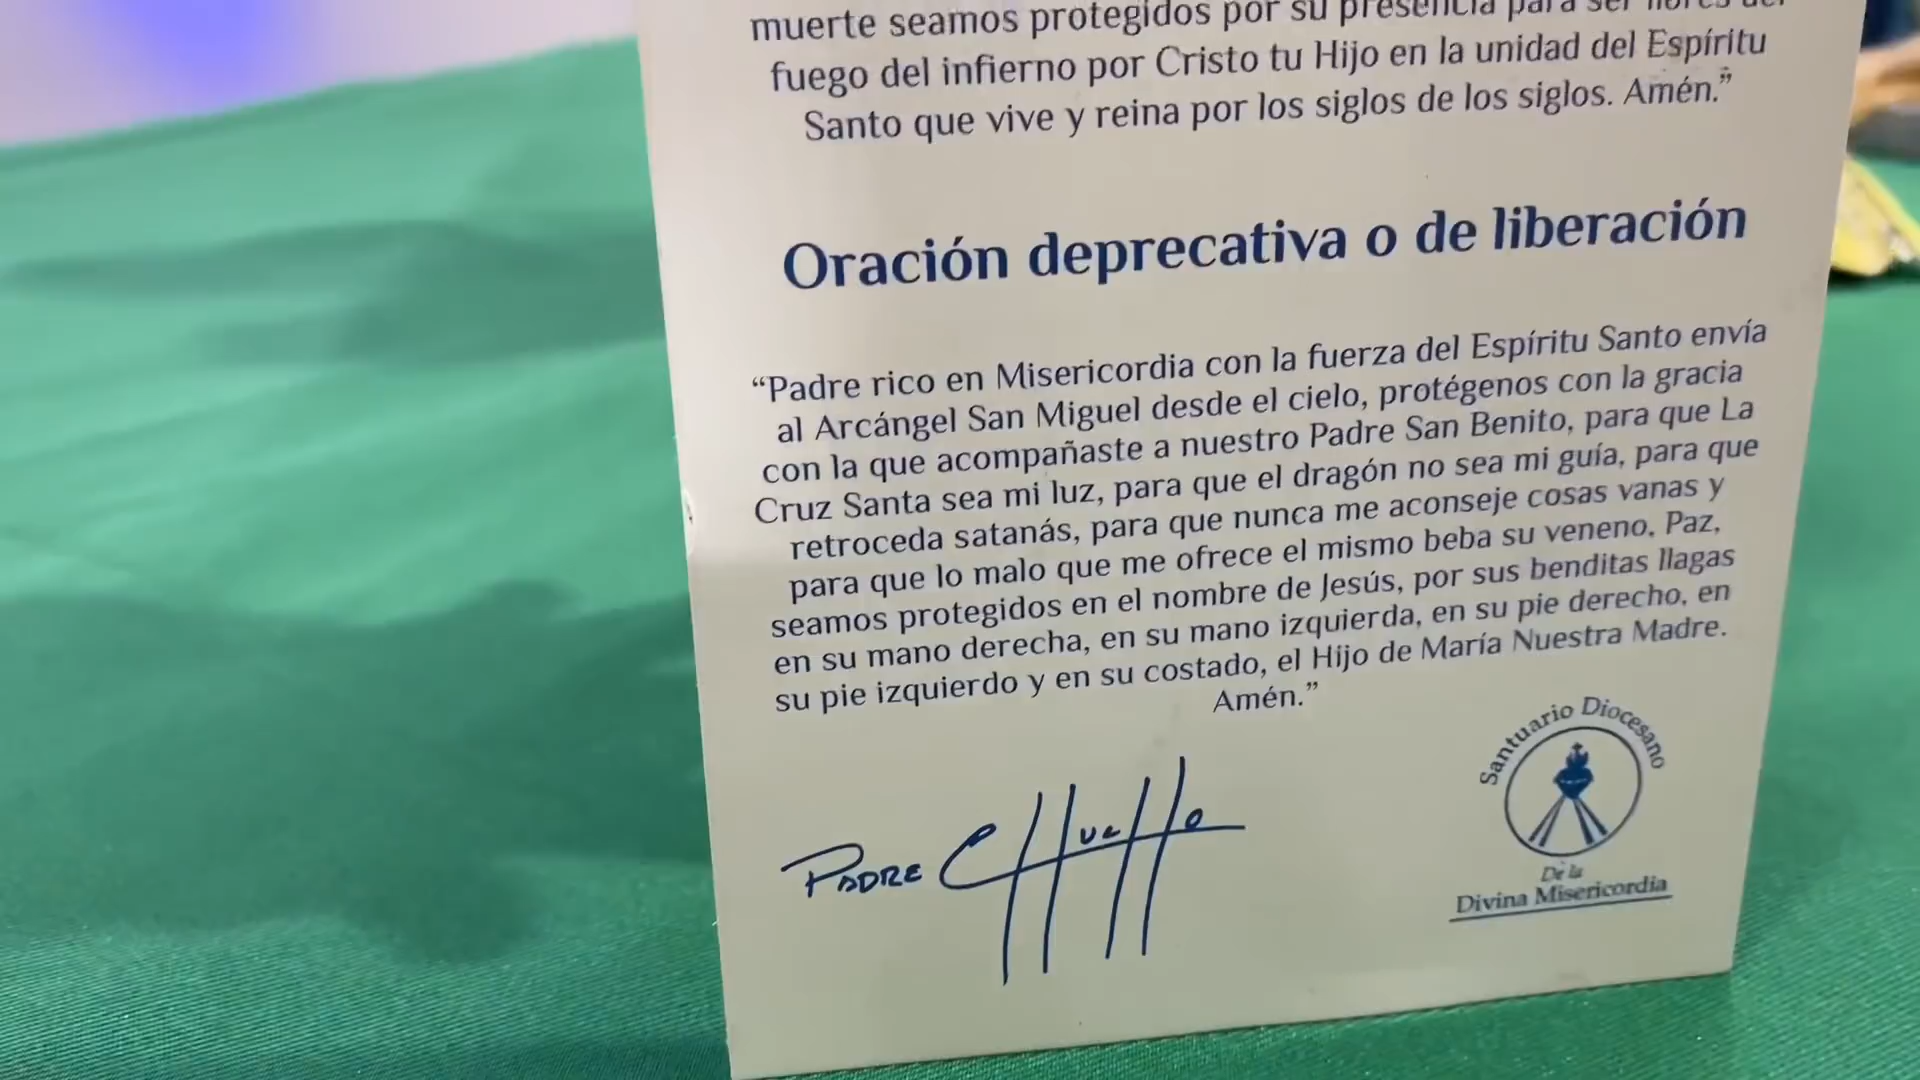 muerte seamos protegidos por su presencia para ser libres del
fuego del infierno por Cristo tu Hijo en la unidad del Espíritu
Santo que vive y reina por los siglos de los siglos. Amén.”
Oración deprecativa o de liberación
“Padre rico en Misericordia con la fuerza del Espíritu Santo envía
al Arcángel San Miguel desde el cielo, protégenos con la gracia
con la que acompañaste a nuestro Padre San Benito, para que La
Cruz Santa sea mi luz, para que el dragón no sea mi guía, para que
retroceda satanás, para que nunca me aconseje cosas vanas y
para que lo malo que me ofrece el mismo beba su veneno, Paz,
seamos protegidos en el nombre de Jesús, por sus benditas llagas
en su mano derecha, en su mano izquierda, en su pie derecho, en
su pie izquierdo y en su costado, el Hijo de María Nuestra Madre.
Amén.”
PADRE
Santuario Diocesano
De la
Divina Misericordia